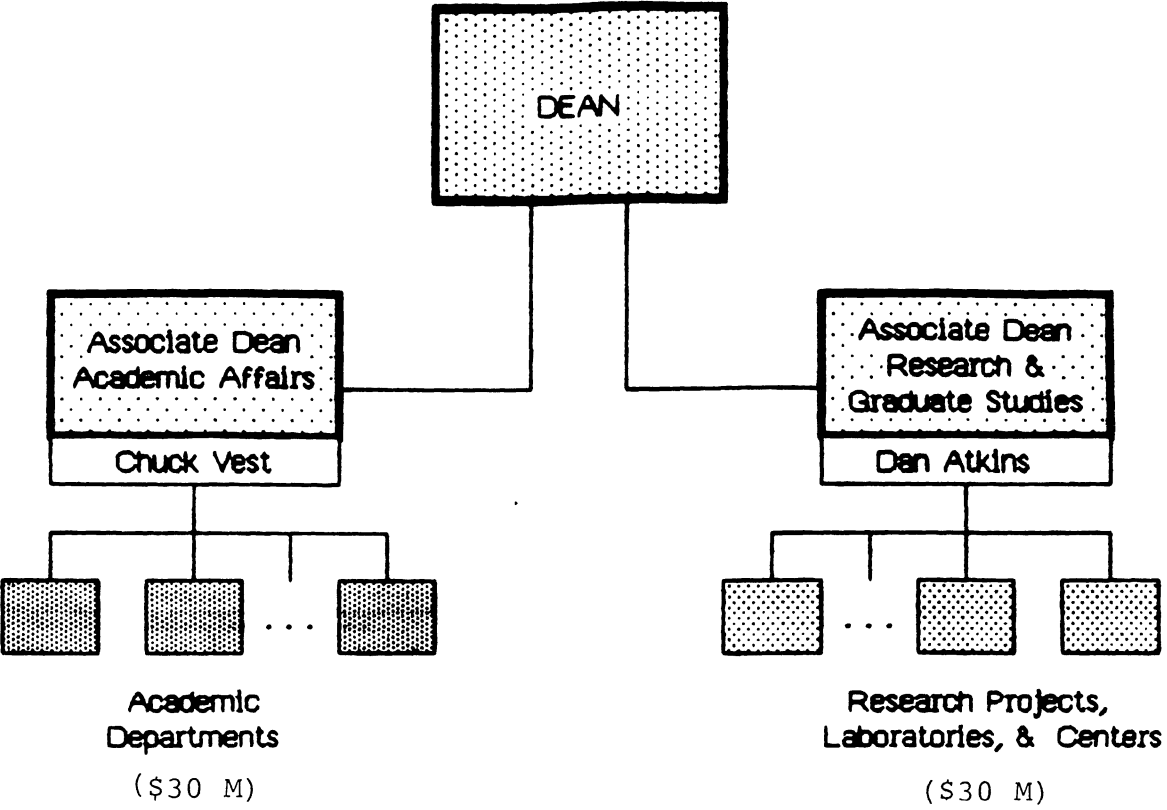 DEAN
Associate Dean
Academic Affairs
Chuck Vest
Associate Dean
Research &
Graduate Studies
Dan Atkins
...
...
Academic
Departments
($30 M)
Research Projects,
Laboratories, & Centers
($30 M)